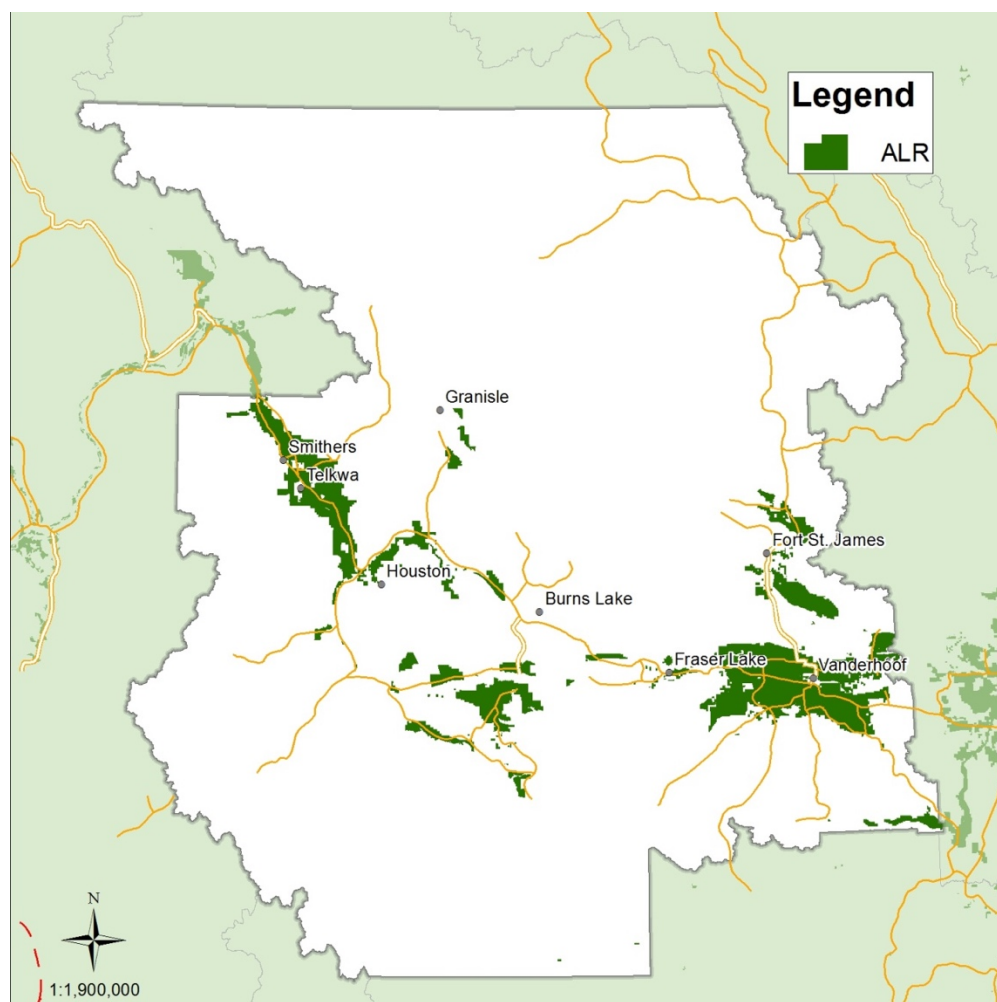 Legend
ALR
Granisle
Smithers
Telkwa
Fort St. James
Houston
Burns Lake
Fraser Lake
Vanderhoof
N
1:1,900,000